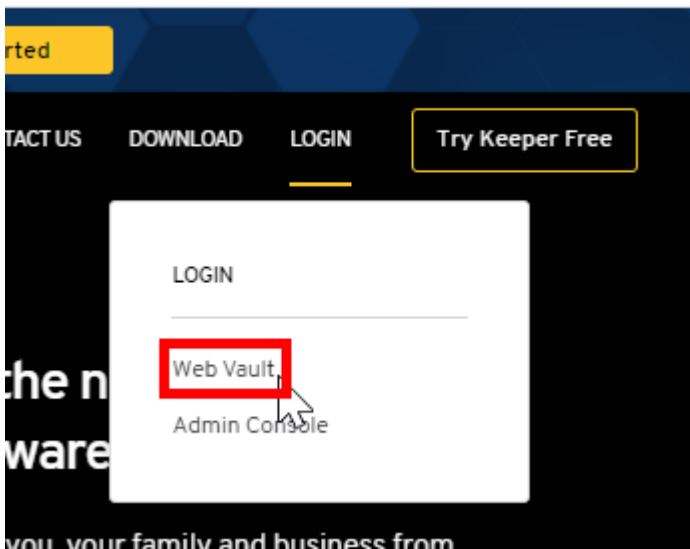 rted
TACT US DOWNLOAD LOGIN Try Keeper Free
LOGIN
Web Vault
the n
Admin Console
ware
you, your family and business from